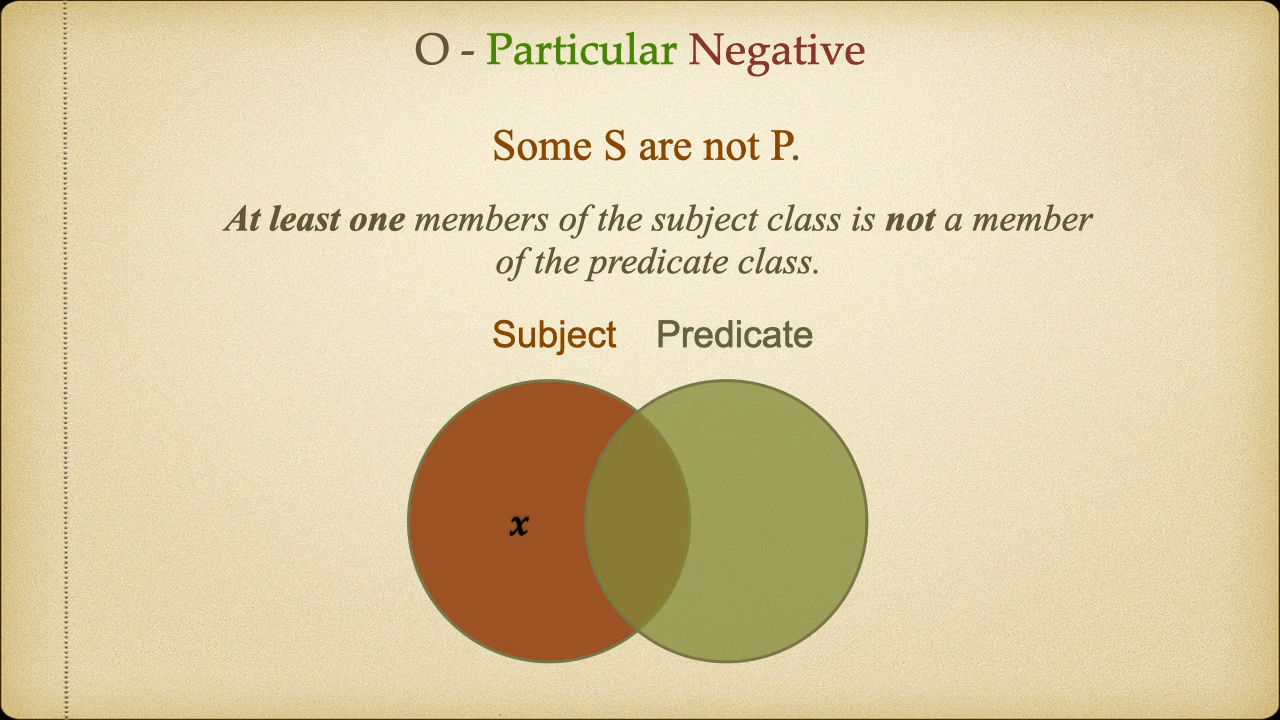 O - Particular Negative
Some S are not P.
At least one members of the subject class is not a member
of the predicate class.
Subject Predicate
x